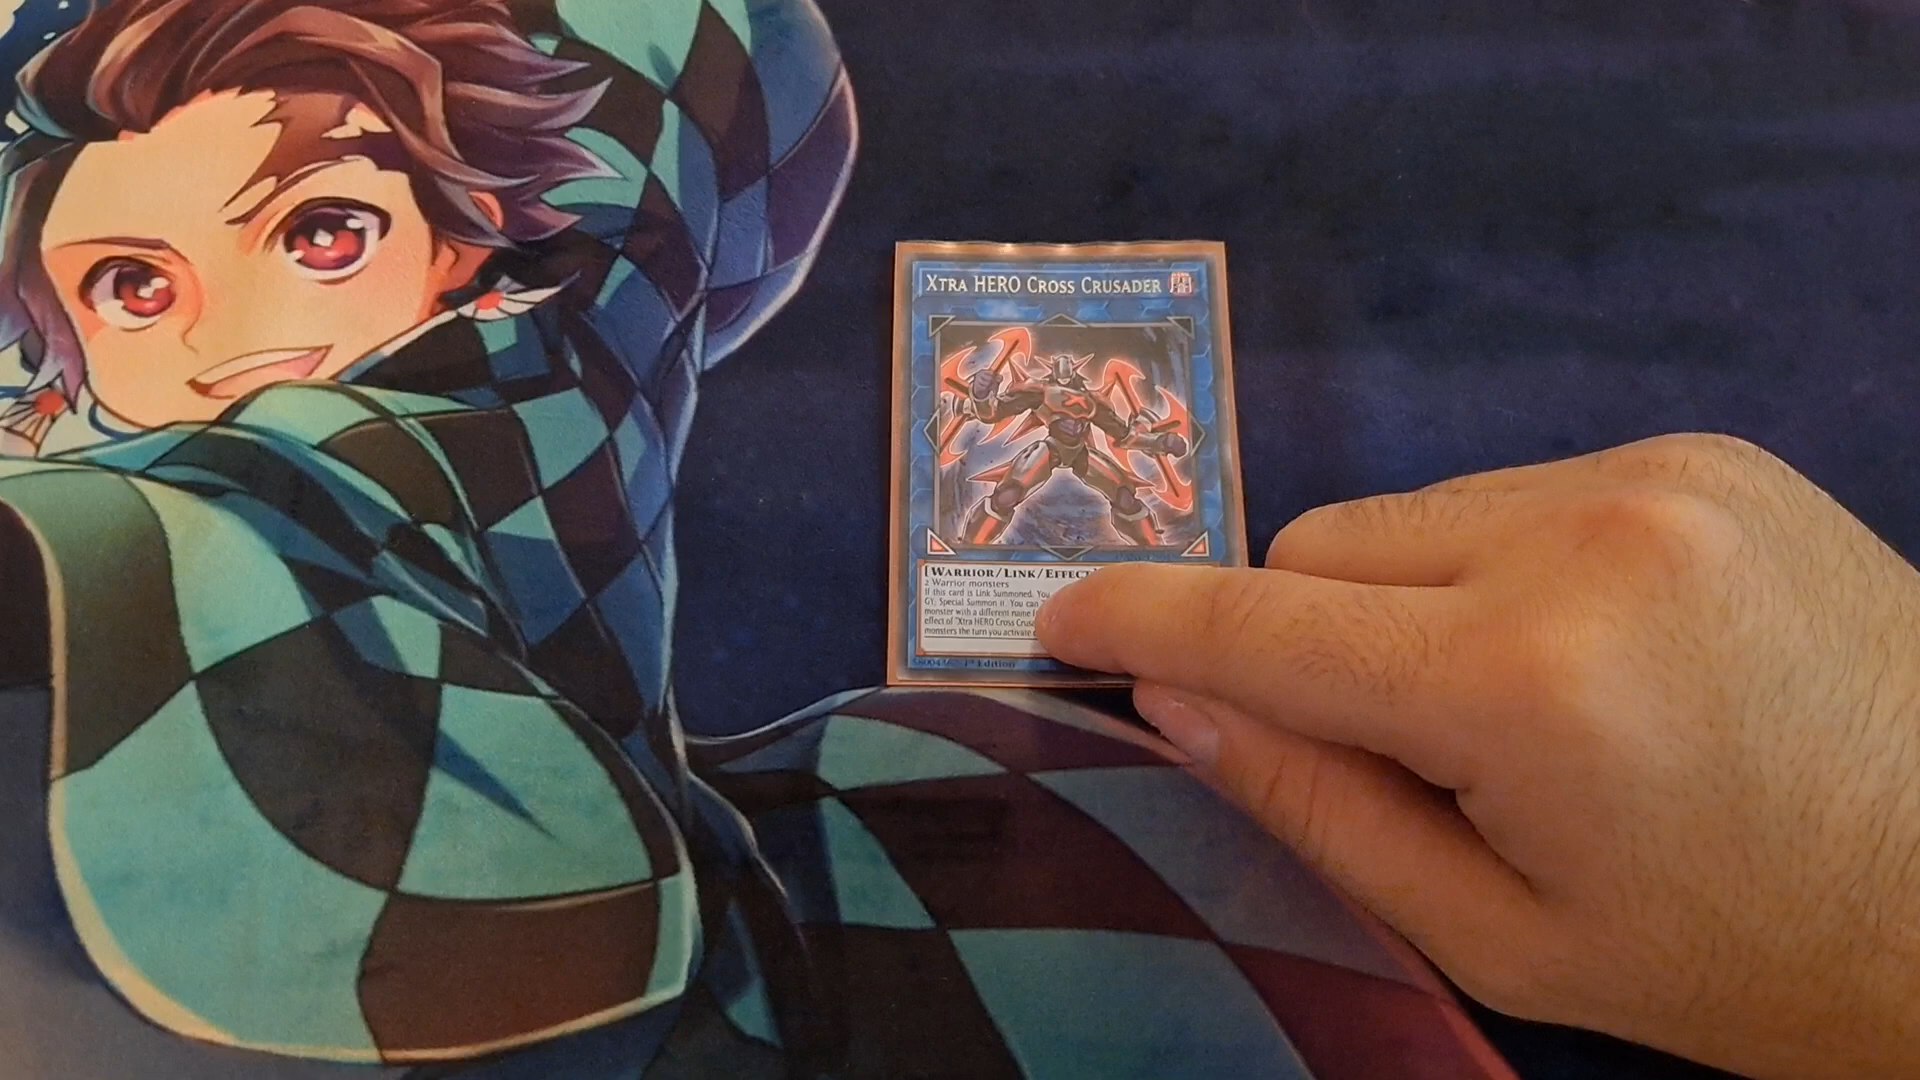 Xtra HERO Cross Crusader
[Warrior/Link/Effect
2 Warrior monsters
If this card is Link Summoned: You
GY; Special Summon it. You can
monster with a different name
effect of "Xtra HERO Cross
monsters the turn you activate
1st Edition